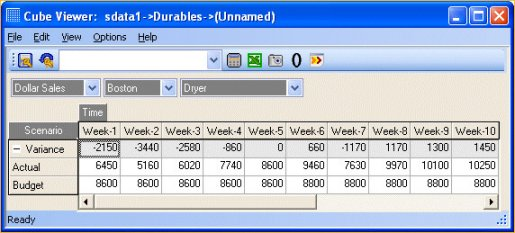 Cube Viewer: sdata1->Durables->(Unnamed)
File Edit View Options Help
Dollar Sales Boston Dryer
Time
Scenario Week-1 Week-2 Week-3 Week-4 Week-5 Week-6 Week-7 Week-8 Week-9 Week-10
− Variance -2150 -3440 -2580 -860 0 660 -1170 1170 1300 1450
Actual 6450 5160 6020 7740 8600 9460 7630 9970 10100 10250
Budget 8600 8600 8600 8600 8600 8800 8800 8800 8800 8800
Ready